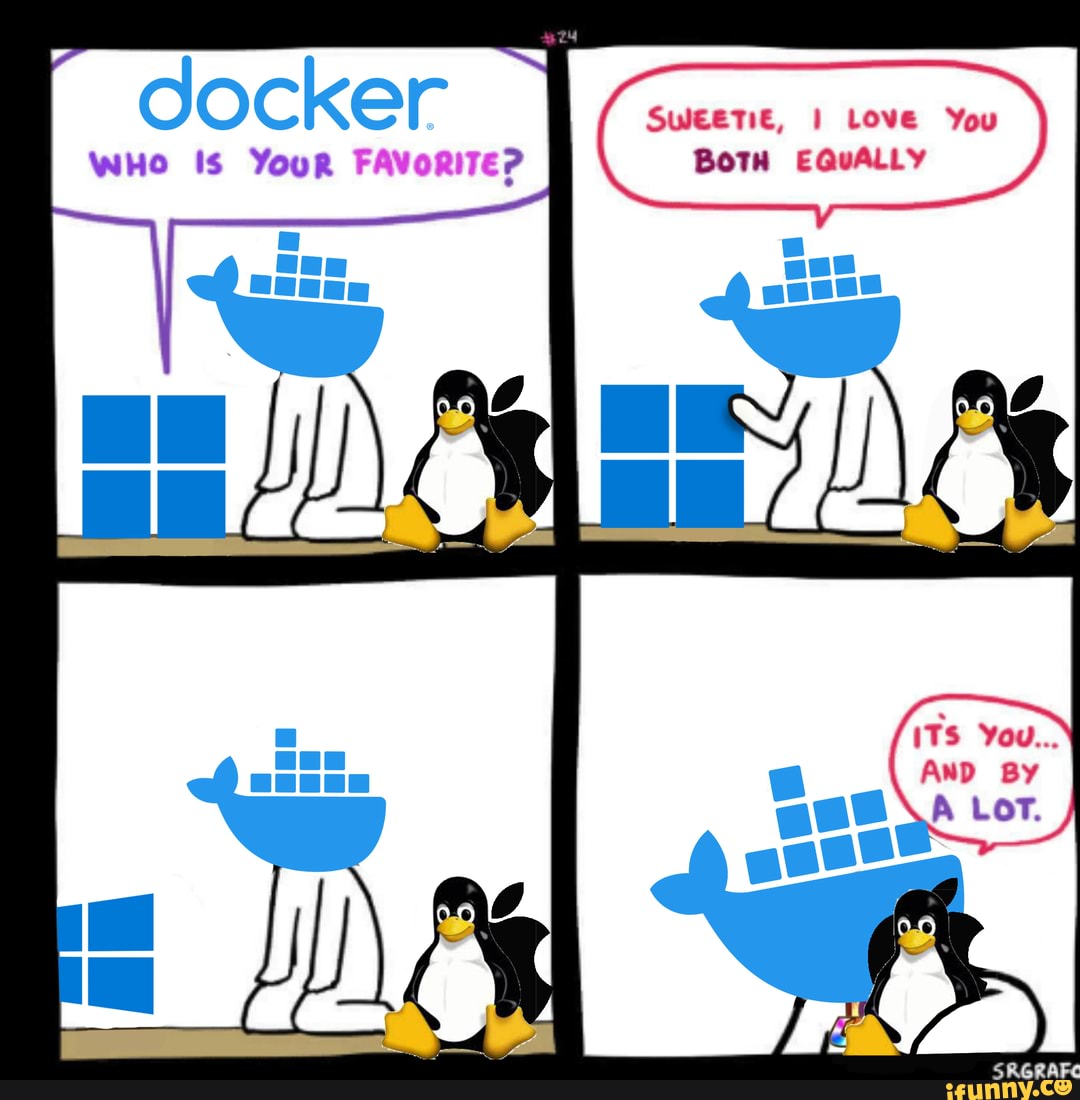 #24
docker
WHO IS YOUR FAVORITE?
SWEETIE, I LOVE YOU
BOTH EQUALLY
IT'S YOU...
AND BY
A LOT.
SRGRAFO
ifunny.co